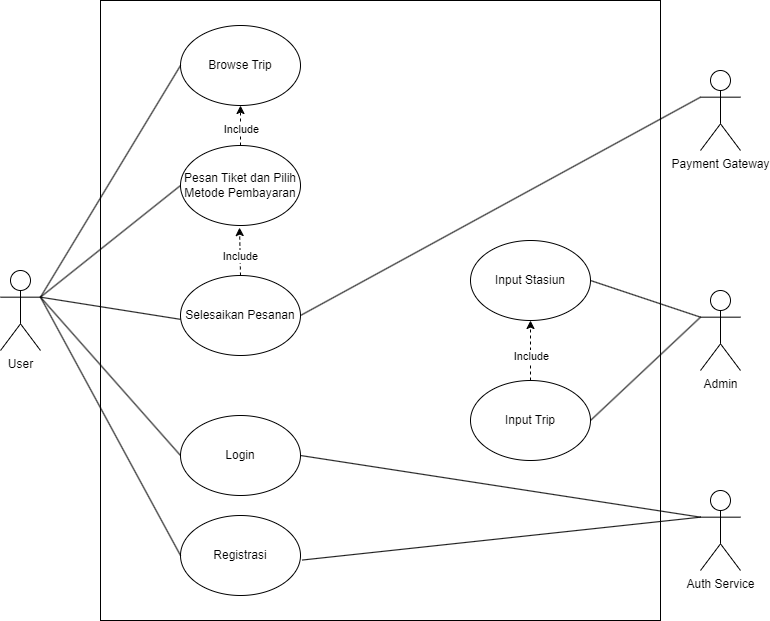 Browse Trip
Include
Pesan Tiket dan Pilih
Metode Pembayaran
Include
Selesaikan Pesanan
Login
Registrasi
User
Input Stasiun
Include
Input Trip
Payment Gateway
Admin
Auth Service